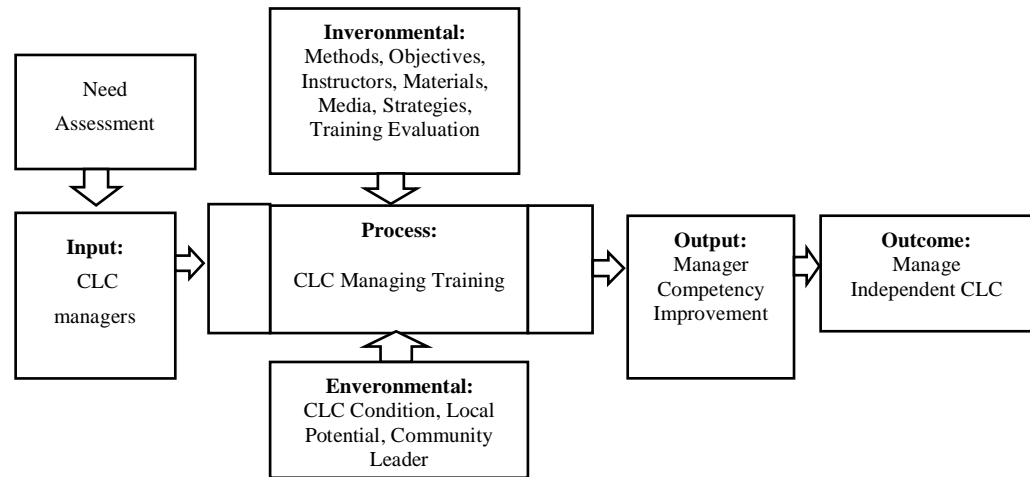 Need
Assessment
Inveronmental:
Methods, Objectives,
Instructors, Materials,
Media, Strategies,
Training Evaluation
Input:
CLC
managers
Process:
CLC Managing Training
Output:
Manager
Competency
Improvement
Outcome:
Manage
Independent CLC
Enveronmental:
CLC Condition, Local
Potential, Community
Leader